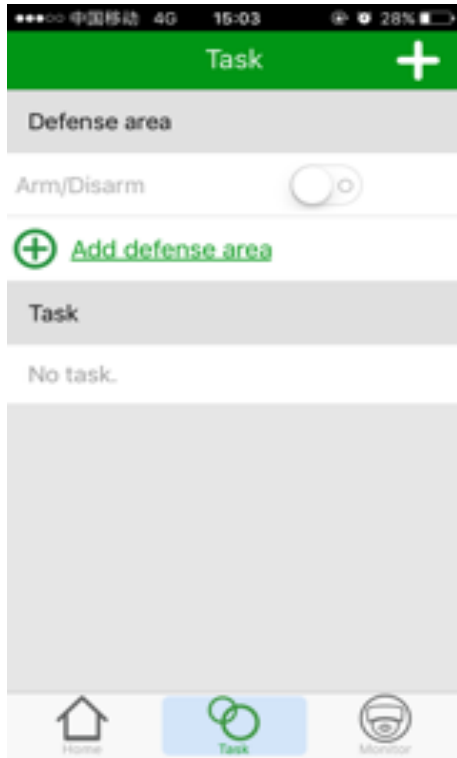 中国移动 4G 15:03 28%
Task
Defense area
Arm/Disarm
Add defense area
Task
No task.
Home Task Monitor